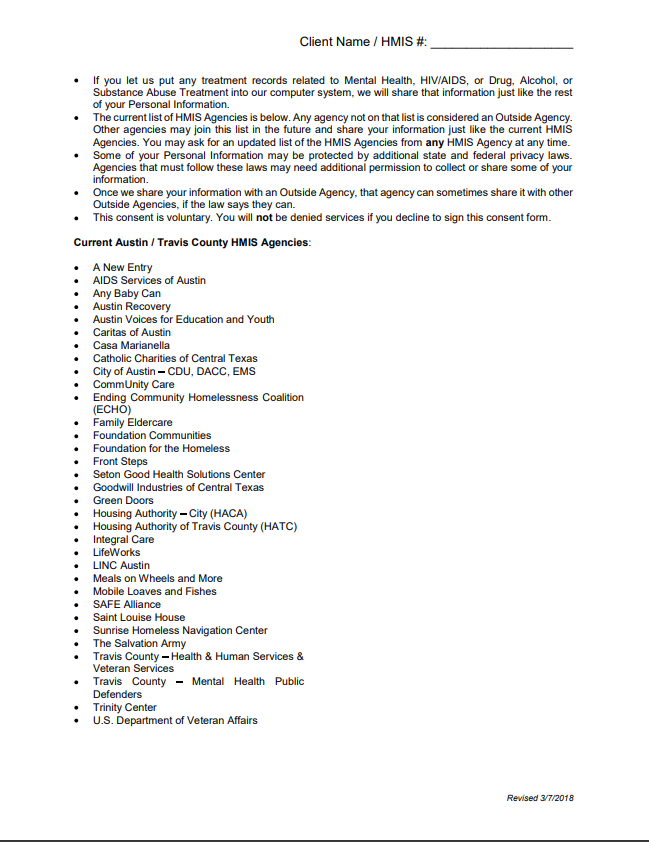 Client Name / HMIS #: ____________________
• If you let us put any treatment records related to Mental Health, HIV/AIDS, or Drug, Alcohol, or
Substance Abuse Treatment into our computer system, we will share that information just like the rest
of your Personal Information.
• The current list of HMIS Agencies is below. Any agency not on that list is considered an Outside Agency.
Other agencies may join this list in the future and share your information just like the current HMIS
Agencies. You may ask for an updated list of the HMIS Agencies from any HMIS Agency at any time.
• Some of your Personal Information may be protected by additional state and federal privacy laws.
Agencies that must follow these laws may need additional permission to collect or share some of your
information.
• Once we share your information with an Outside Agency, that agency can sometimes share it with other
Outside Agencies, if the law says they can.
• This consent is voluntary. You will not be denied services if you decline to sign this consent form.
Current Austin / Travis County HMIS Agencies:
• A New Entry
• AIDS Services of Austin
• Any Baby Can
• Austin Recovery
• Austin Voices for Education and Youth
• Caritas of Austin
• Casa Marianella
• Catholic Charities of Central Texas
• City of Austin – CDU, DACC, EMS
• CommUnity Care
• Ending Community Homelessness Coalition
(ECHO)
• Family Eldercare
• Foundation Communities
• Foundation for the Homeless
• Front Steps
• Seton Good Health Solutions Center
• Goodwill Industries of Central Texas
• Green Doors
• Housing Authority – City (HACA)
• Housing Authority of Travis County (HATC)
• Integral Care
• LifeWorks
• LINC Austin
• Meals on Wheels and More
• Mobile Loaves and Fishes
• SAFE Alliance
• Saint Louise House
• Sunrise Homeless Navigation Center
• The Salvation Army
• Travis County – Health & Human Services &
Veteran Services
• Travis County – Mental Health Public
Defenders
• Trinity Center
• U.S. Department of Veteran Affairs
Revised 3/7/2018